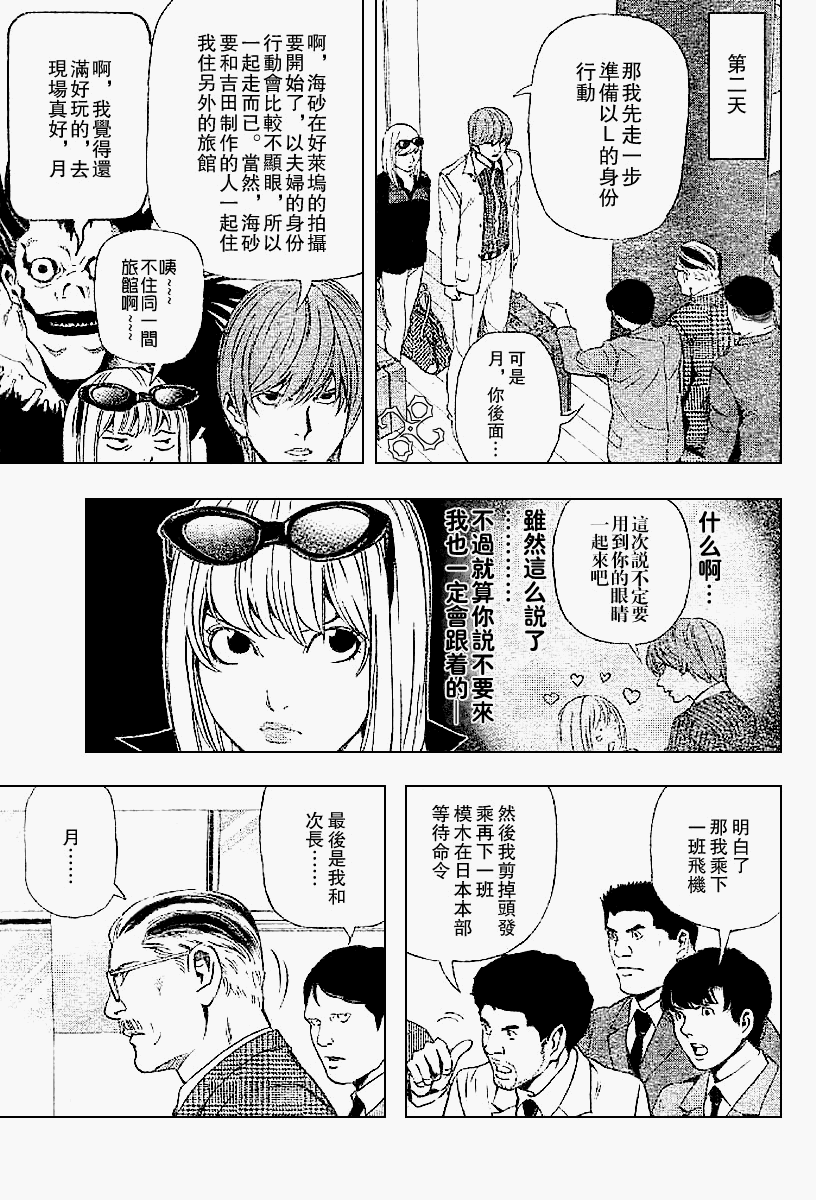 第二天
那我先走一步
準備以L的身份
行動
可是
月，你後面…
啊，海砂在好萊塢的拍攝
要開始了，以夫婦的身份
行動會比較不顯眼，所以
一起走而已。當然，海砂
要和吉田制作的人一起住
我住另外的旅館
咦~~~
不住同一間
旅館啊~~~
啊，我覺得還
滿好玩的，去
現場真好，月
什么啊…
這次説不定要
用到你的眼睛
一起來吧
雖然這么説了
…………
不過就算你説不要來
我也一定會跟着的—
明白了
那我乘下
一班飛機
然後我剪掉頭發
乘再下一班
模木在日本本部
等待命令
最後是我和
次長……
月……